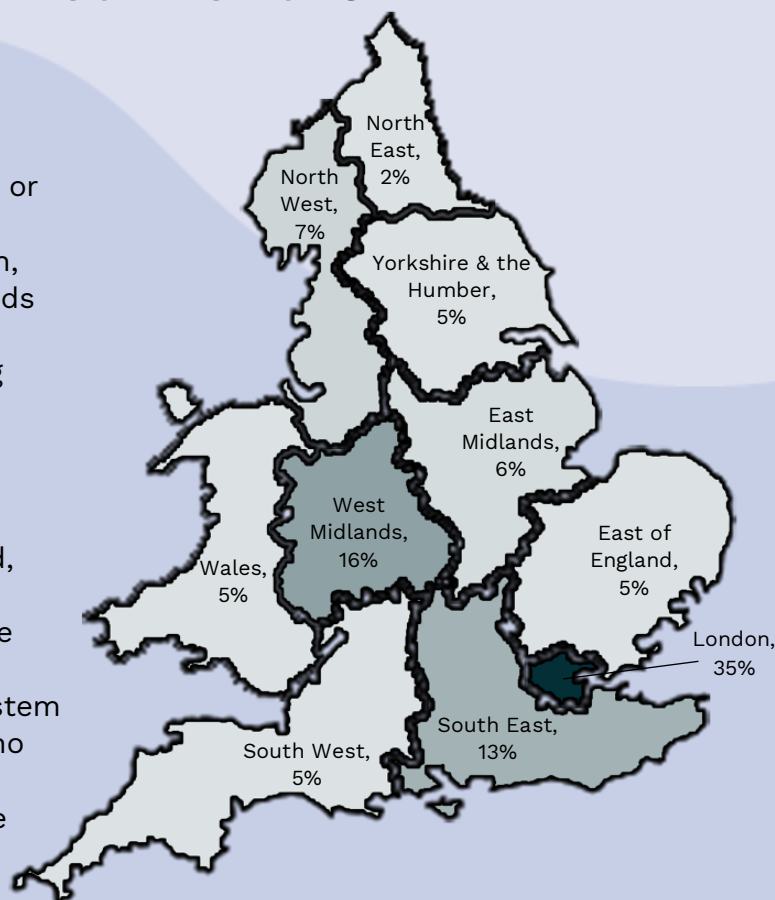 or
ds
North
East,
2%
North
West,
7%
Yorkshire & the
Humber,
5%
East
Midlands,
6%
West
Midlands,
16%
East of
England,
5%
Wales,
5%
London,
35%
stem
South East,
13%
South West,
5%